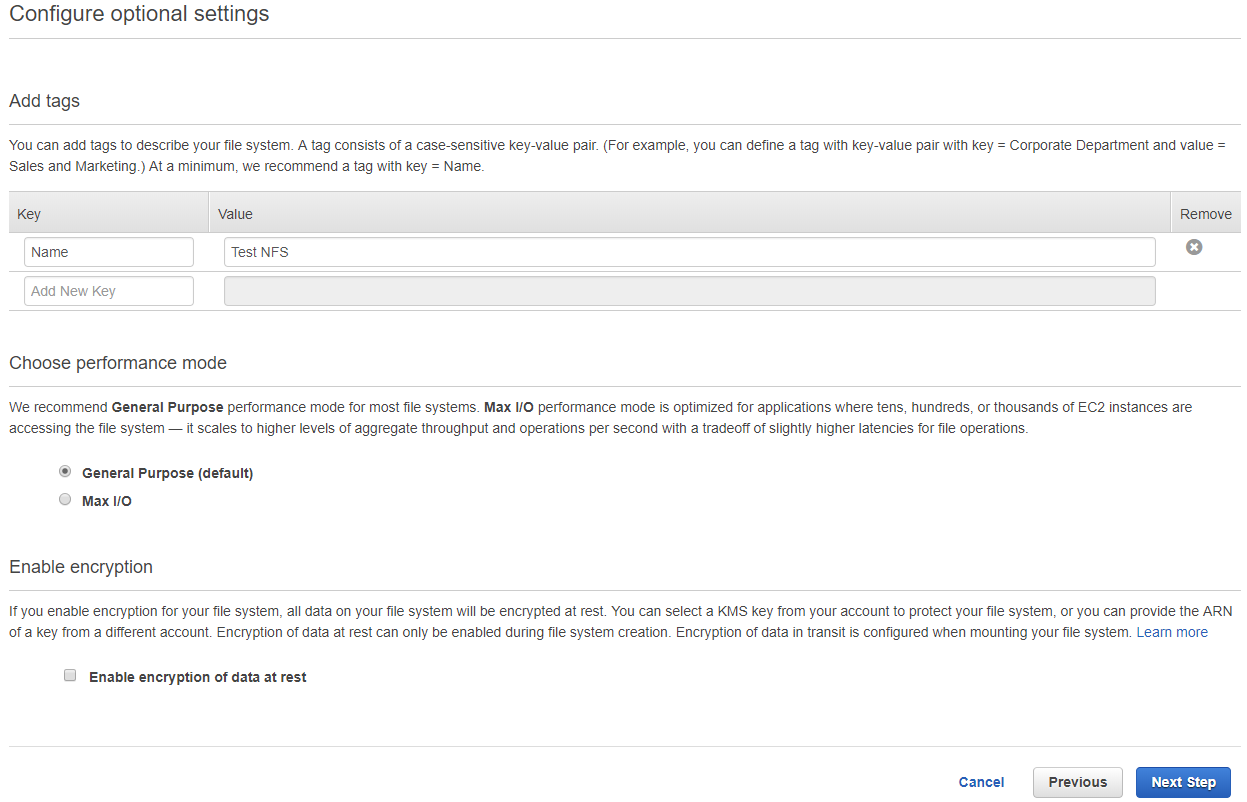 Configure optional settings
Add tags
You can add tags to describe your file system. A tag consists of a case-sensitive key-value pair. (For example, you can define a tag with key-value pair with key = Corporate Department and value =
Sales and Marketing.) At a minimum, we recommend a tag with key = Name.
Key Value Remove
Name Test NFS
Add New Key
Choose performance mode
We recommend General Purpose performance mode for most file systems. Max I/O performance mode is optimized for applications where tens, hundreds, or thousands of EC2 instances are
accessing the file system — it scales to higher levels of aggregate throughput and operations per second with a tradeoff of slightly higher latencies for file operations.
General Purpose (default)
Max I/O
Enable encryption
If you enable encryption for your file system, all data on your file system will be encrypted at rest. You can select a KMS key from your account to protect your file system, or you can provide the ARN
of a key from a different account. Encryption of data at rest can only be enabled during file system creation. Encryption of data in transit is configured when mounting your file system. Learn more
Enable encryption of data at rest
Cancel Previous Next Step